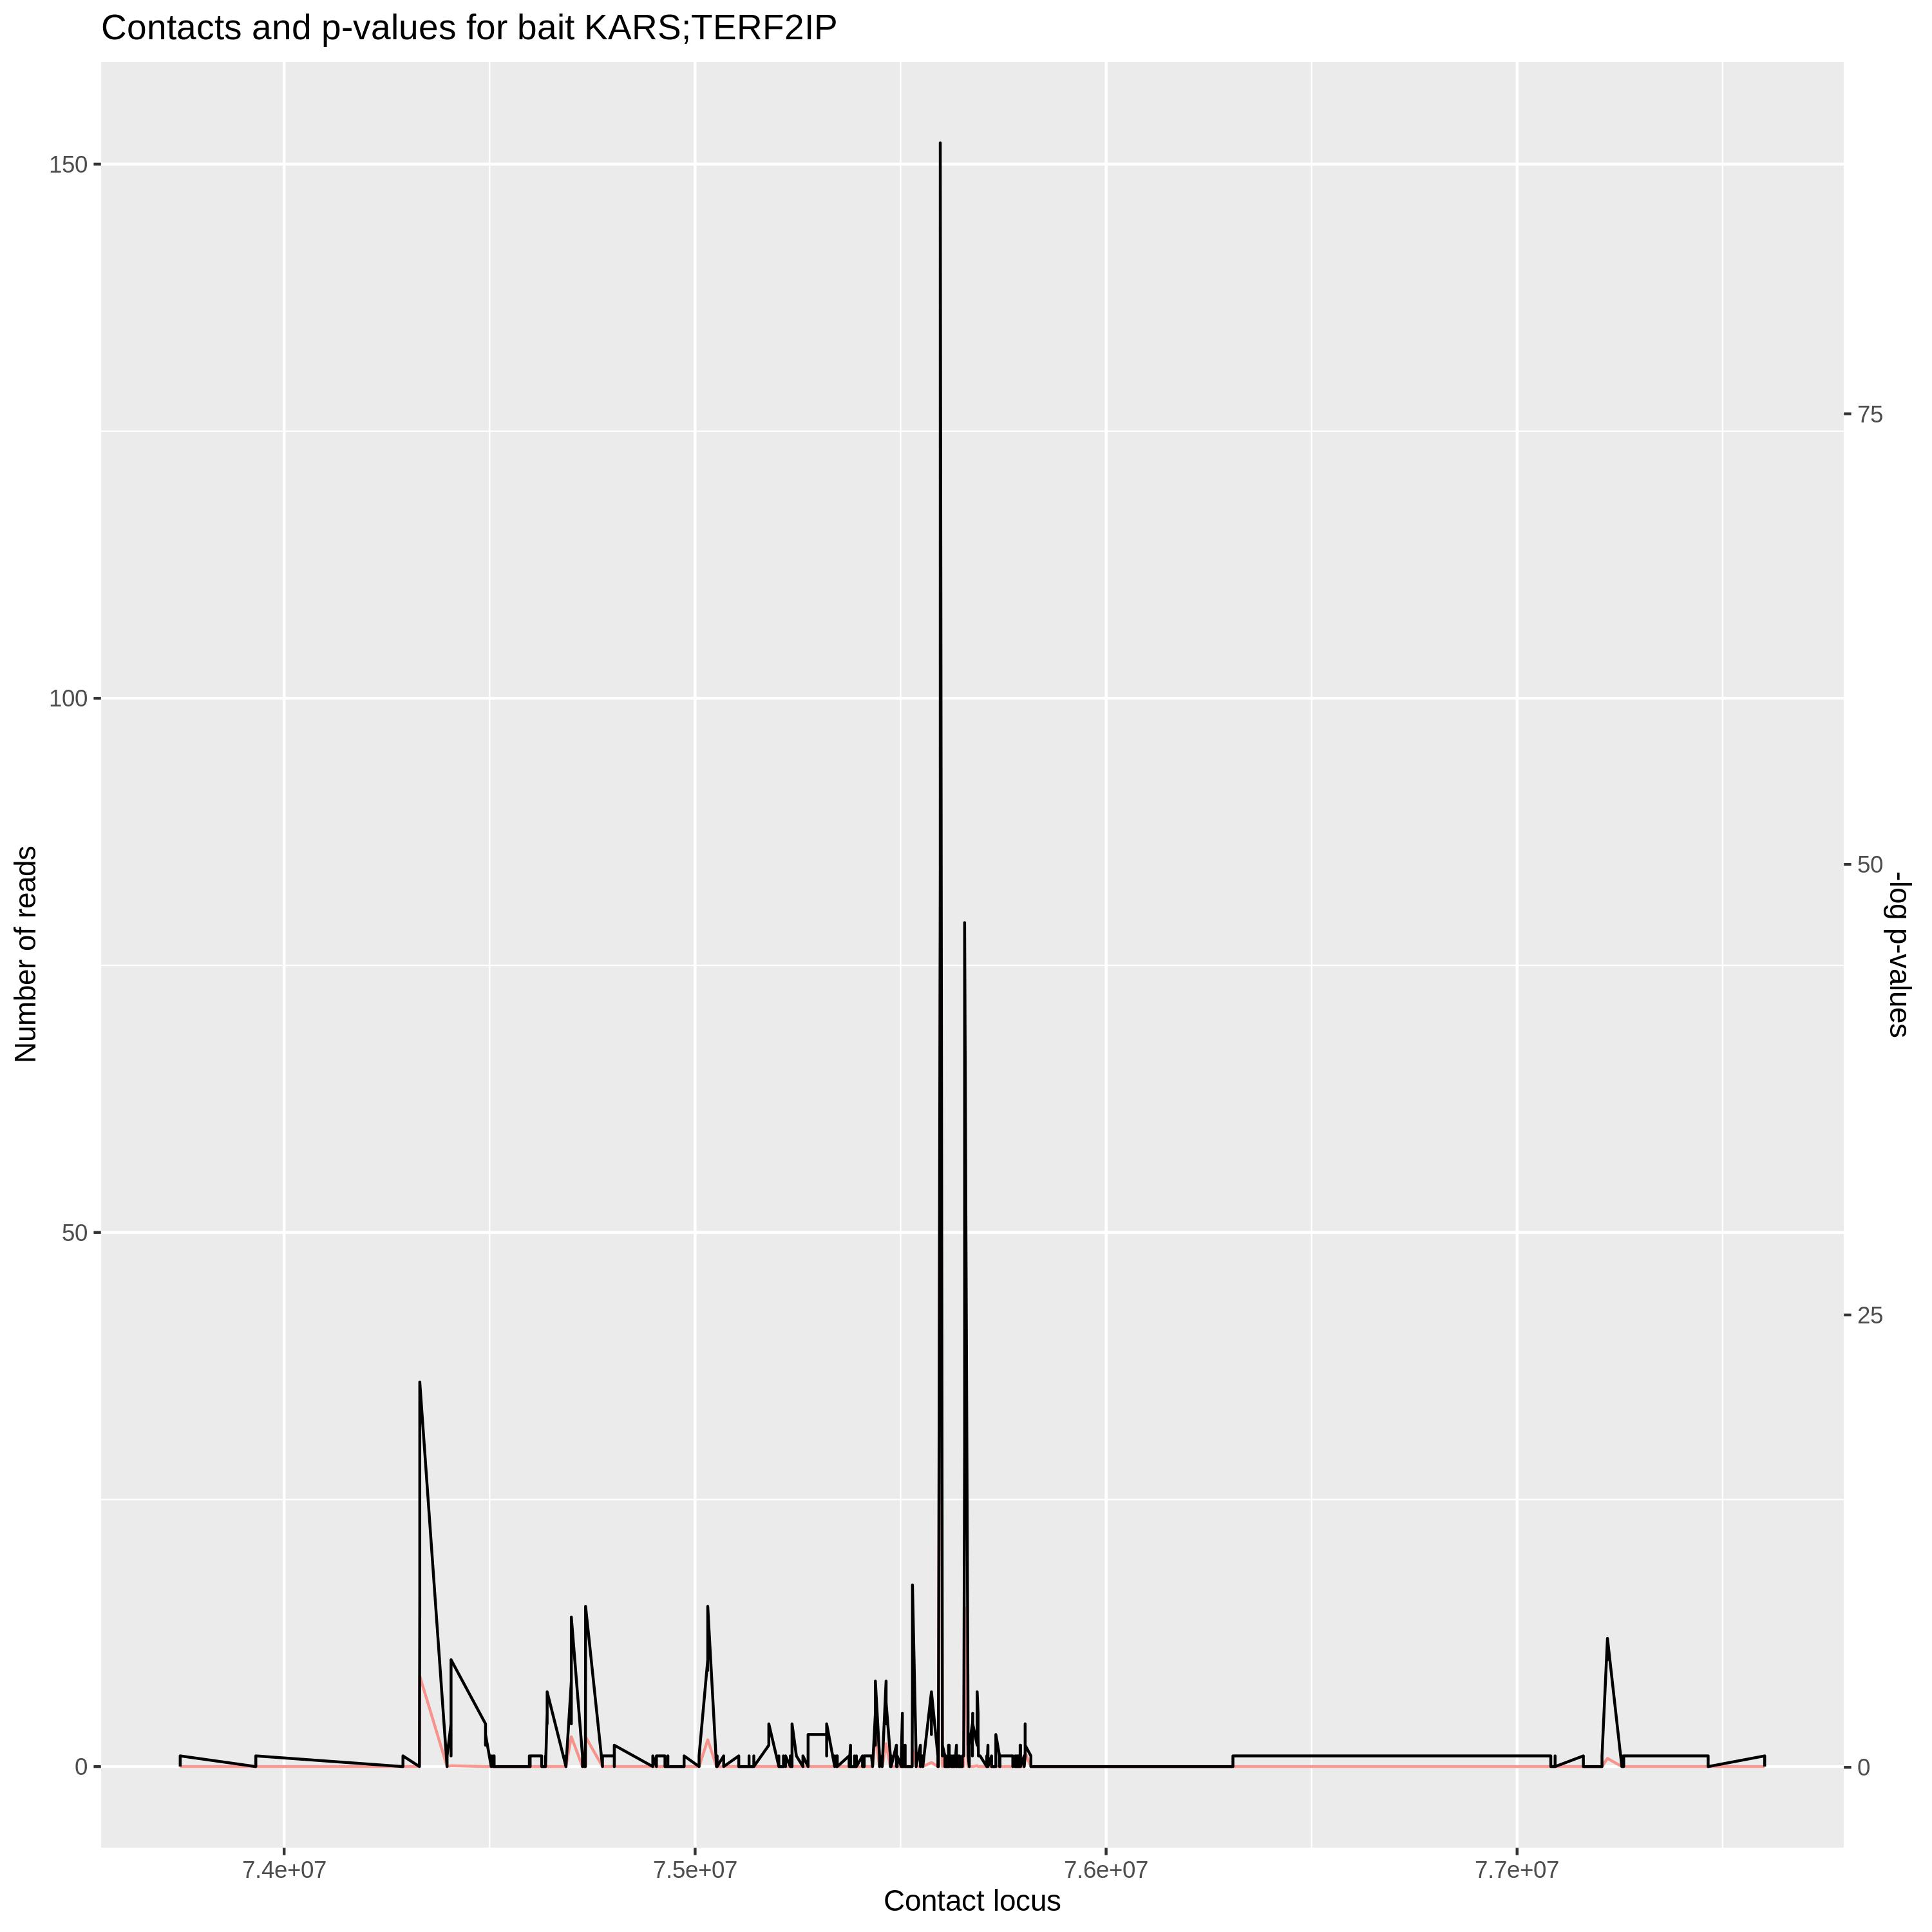 Contacts and p-values for bait KARS;TERF2IP
150
100
50
0
Number of reads
75
50
25
0
-log p-values
7.4e+07
7.5e+07
7.6e+07
7.7e+07
Contact locus